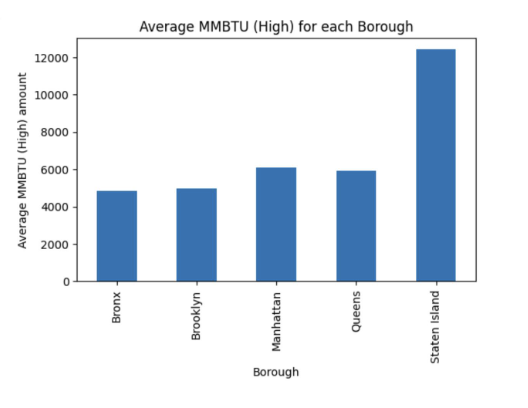 Average MMBTU (High) for each Borough
Average MMBTU (High) amount
12000
10000
8000
6000
4000
2000
0
Bronx
Brooklyn
Manhattan
Queens
Staten Island
Borough